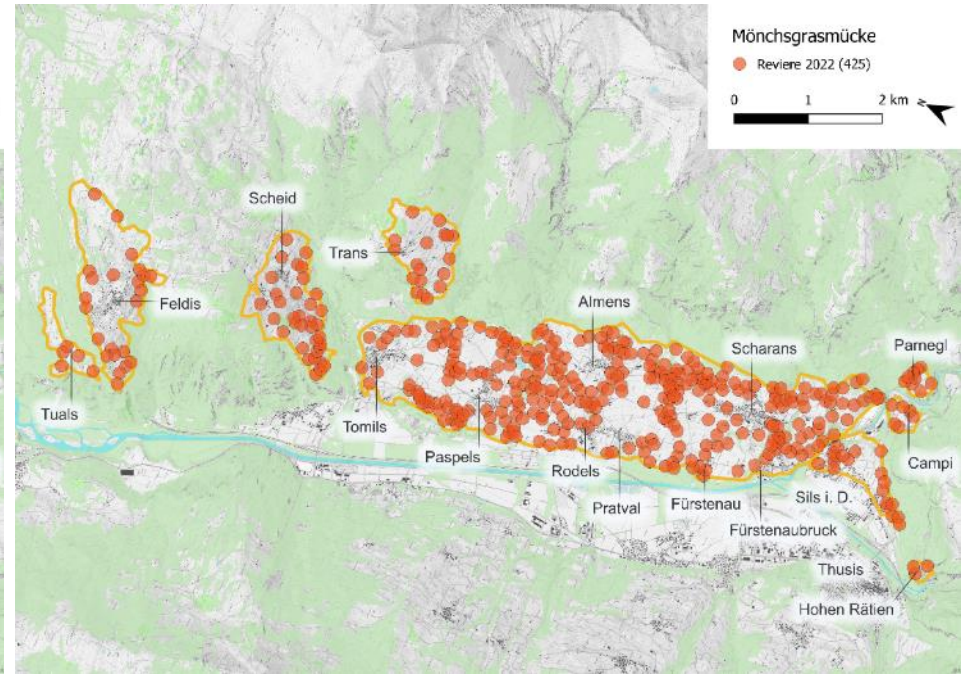 Mönchsgrasmücke
Reviere 2022 (425)
0 1 2 km
N
Scheid
Trans
Feldis
Almens
Scharans
Parnegl
Tuals
Tomils
Paspels
Rodels
Pratval
Fürstenau
Fürstenaubruck
Sils i. D.
Campi
Thusis
Hohen Rätien